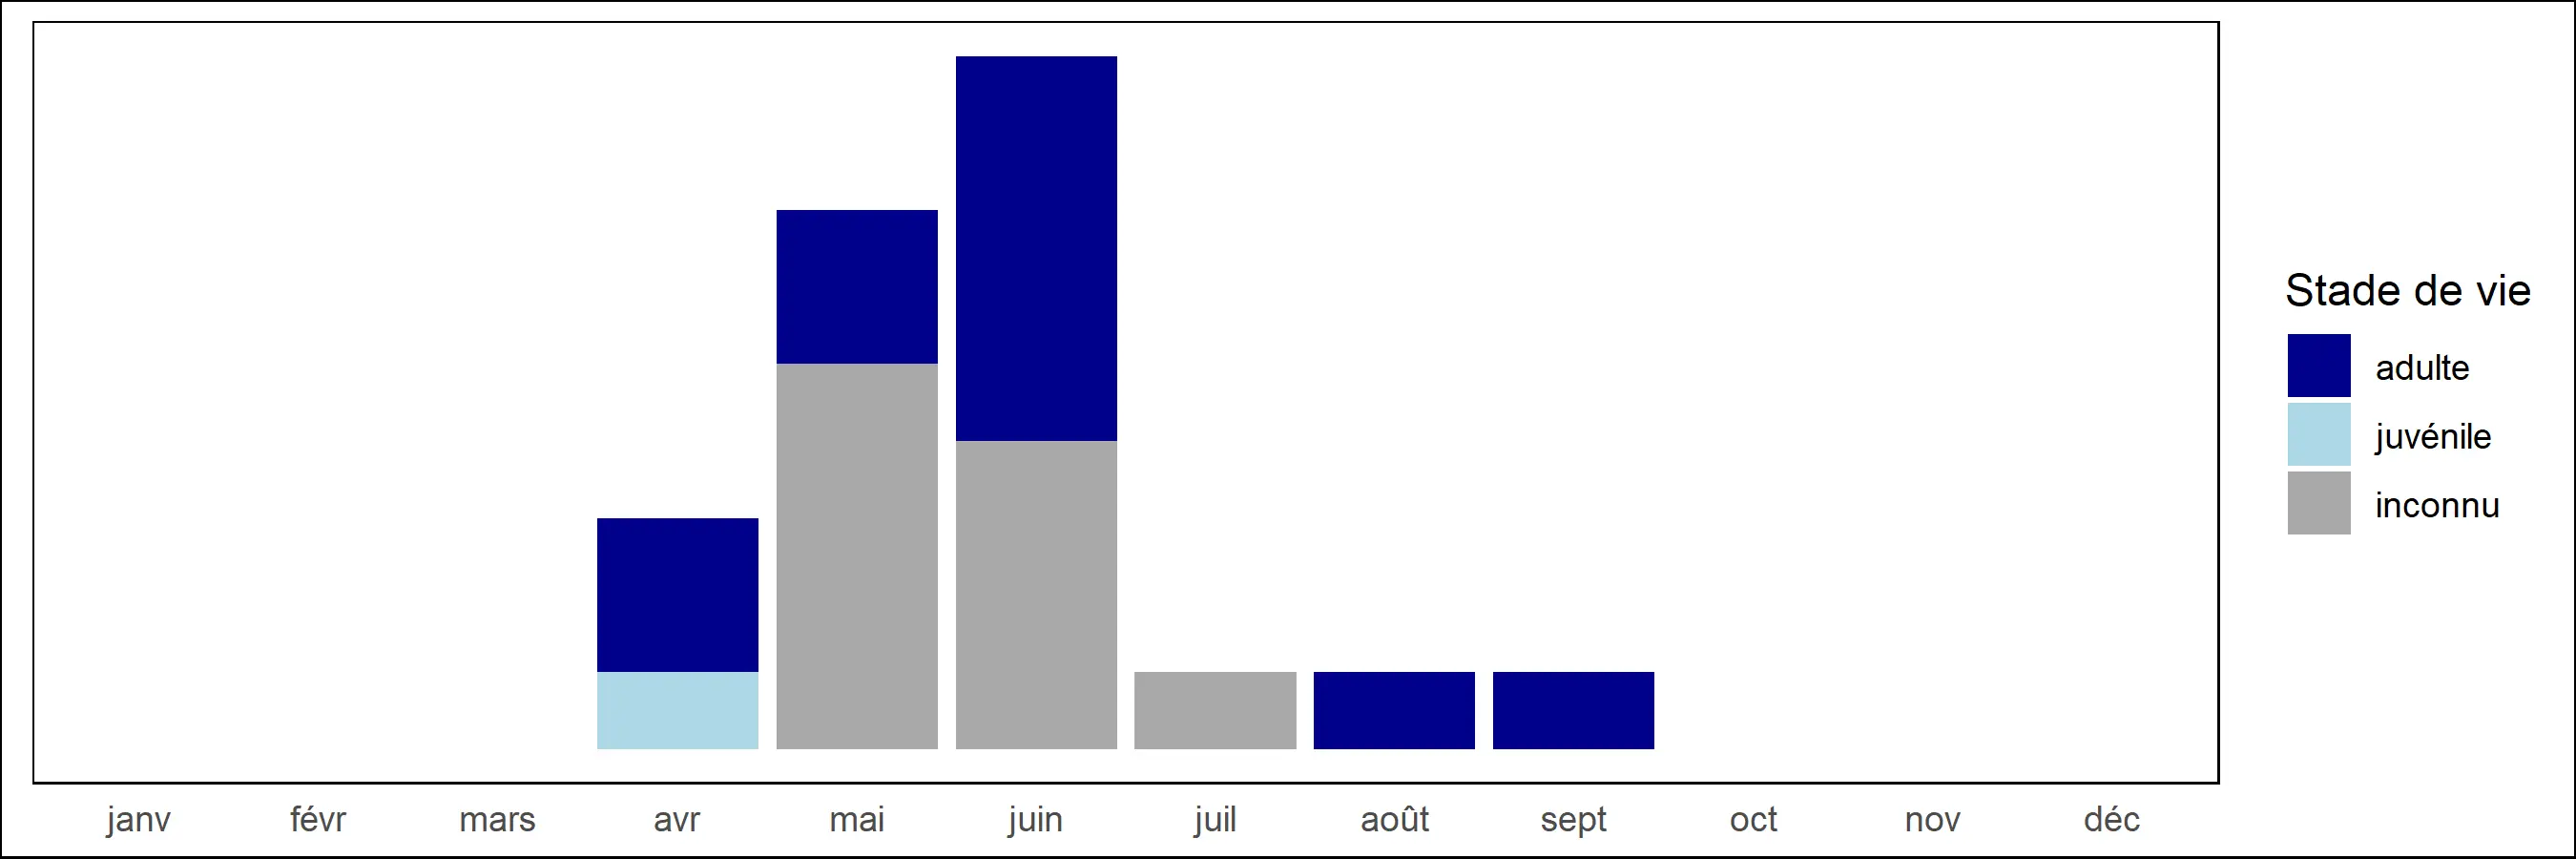 Stade de vie
adulte
juvénile
inconnu
janv févr mars avr mai juin juil août sept oct nov déc